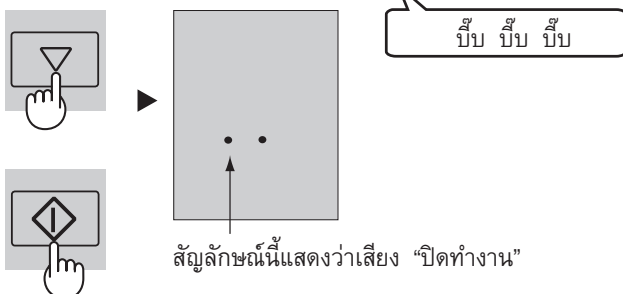 บี๊บ บี๊บ บี๊บ
สัญลักษณ์นี้แสดงว่าเสียง “ปิดทำงาน”